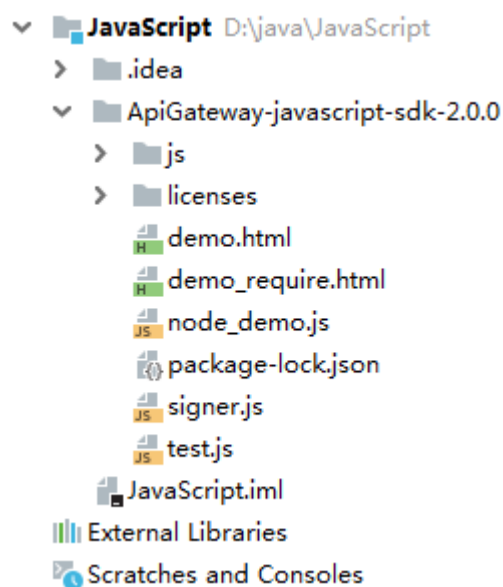 JavaScript D:\java\JavaScript
.idea
ApiGateway-javascript-sdk-2.0.0
js
licenses
demo.html
demo_require.html
node_demo.js
package-lock.json
signer.js
test.js
JavaScript.iml
External Libraries
Scratches and Consoles